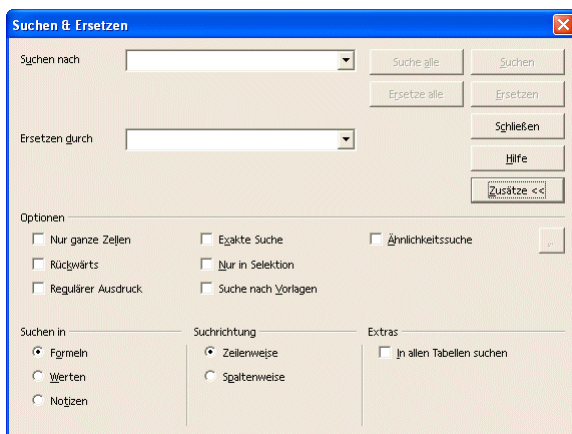 Suchen & Ersetzen
Suchen nach
Suche alle
Suchen
Ersetze alle
Ersetzen
Ersetzen durch
Schließen
Hilfe
Zusätze <<
Optionen
Nur ganze Zellen
Exakte Suche
Ähnlichkeitssuche
...
Rückwärts
Nur in Selektion
Regulärer Ausdruck
Suche nach Vorlagen
Suchen in
Suchrichtung
Extras
Formeln
Zeilenweise
In allen Tabellen suchen
Werten
Spaltenweise
Notizen